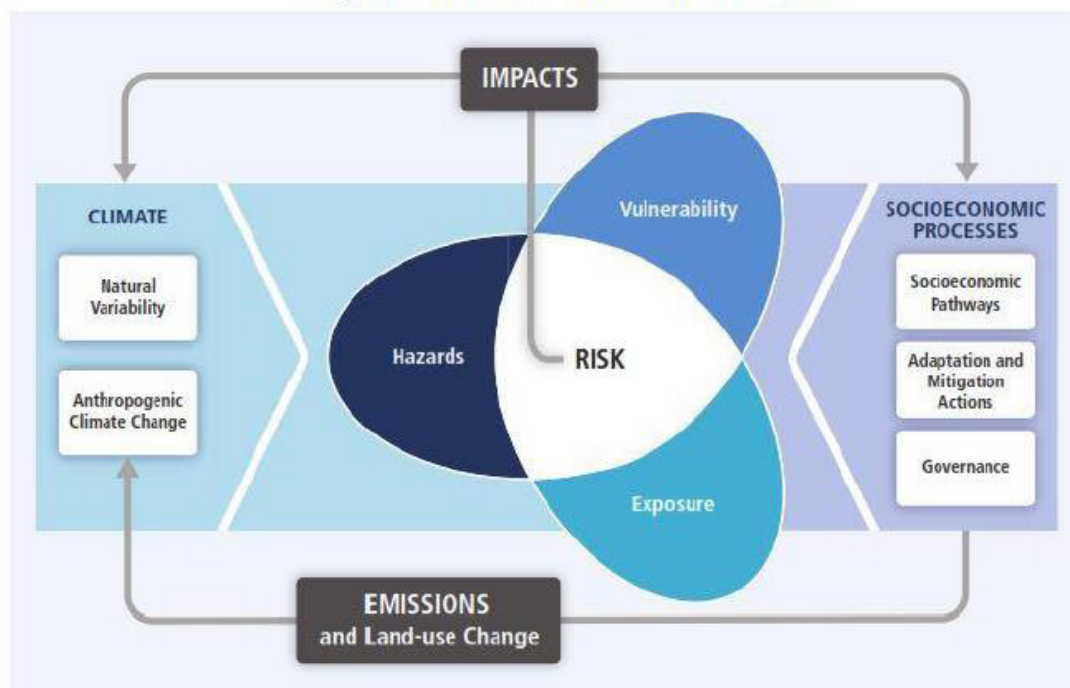 IMPACTS
CLIMATE
Natural
Variability
Anthropogenic
Climate Change
Hazards
Vulnerability
RISK
Exposure
SOCIOECONOMIC
PROCESSES
Socioeconomic
Pathways
Adaptation and
Mitigation
Actions
Governance
EMISSIONS
and Land-use Change